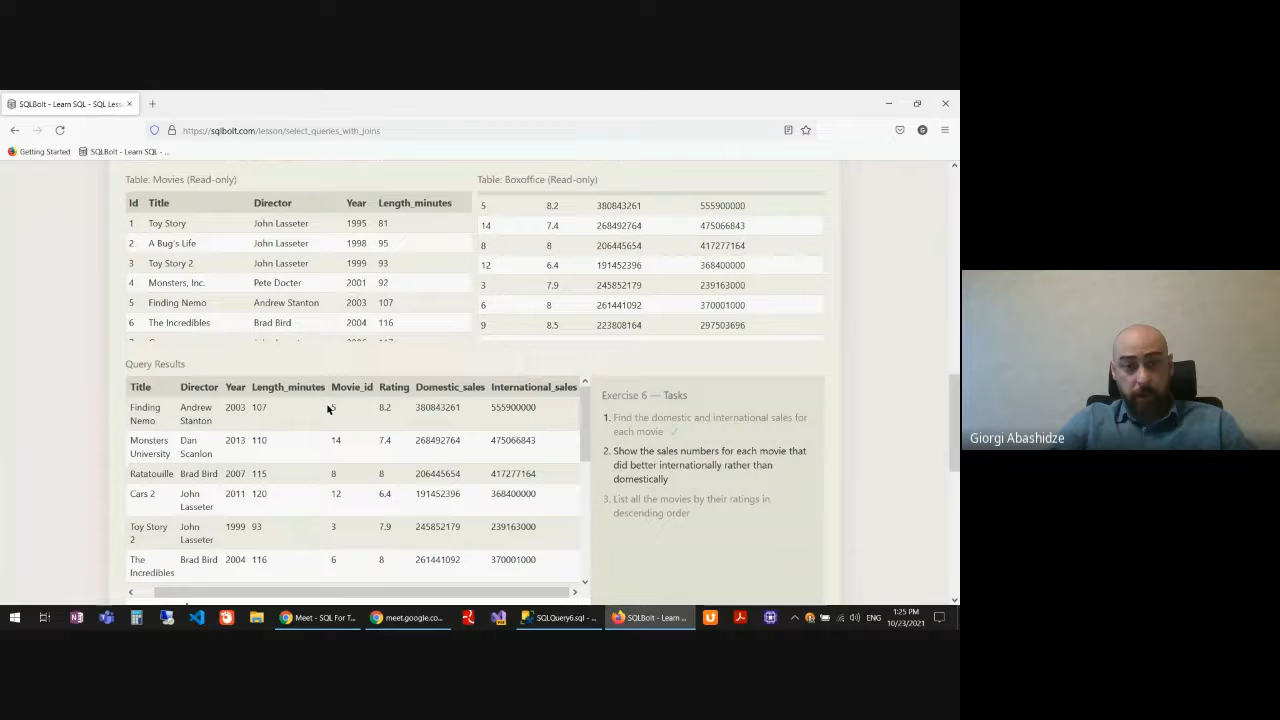 SQLBolt - Learn SQL - SQL Less
https://sqlbolt.com/lesson/select_queries_with_joins
Getting Started SQLBolt - Learn SQL - ...
Table: Movies (Read-only) Table: Boxoffice (Read-only)
Id Title Director Year Length_minutes
1 Toy Story John Lasseter 1995 81
2 A Bug's Life John Lasseter 1998 95
3 Toy Story 2 John Lasseter 1999 93
4 Monsters, Inc. Pete Docter 2001 92
5 Finding Nemo Andrew Stanton 2003 107
6 The Incredibles Brad Bird 2004 116
5 8.2 380843261 555900000
14 7.4 268492764 475066843
8 8 206445654 417277164
12 6.4 191452396 368400000
3 7.9 245852179 239163000
6 8 261441092 370001000
9 8.5 223808164 297503696
Query Results
Title Director Year Length_minutes Movie_id Rating Domestic_sales International_sales
Finding Andrew 2003 107 5 8.2 380843261 555900000
Nemo Stanton
Monsters Dan 2013 110 14 7.4 268492764 475066843
University Scanlon
Ratatouille Brad Bird 2007 115 8 8 206445654 417277164
Cars 2 John 2011 120 12 6.4 191452396 368400000
Lasseter
Toy Story John 1999 93 3 7.9 245852179 239163000
2 Lasseter
The Brad Bird 2004 116 6 8 261441092 370001000
Incredibles
Exercise 6 — Tasks
1. Find the domestic and international sales for
each movie ✓
2. Show the sales numbers for each movie that
did better internationally rather than
domestically
3. List all the movies by their ratings in
descending order
Giorgi Abashidze
Meet - SQL For T... meet.google.co... SQLQuery6.sql - ... SQLBolt - Learn ... ENG 1:25 PM
10/23/2021